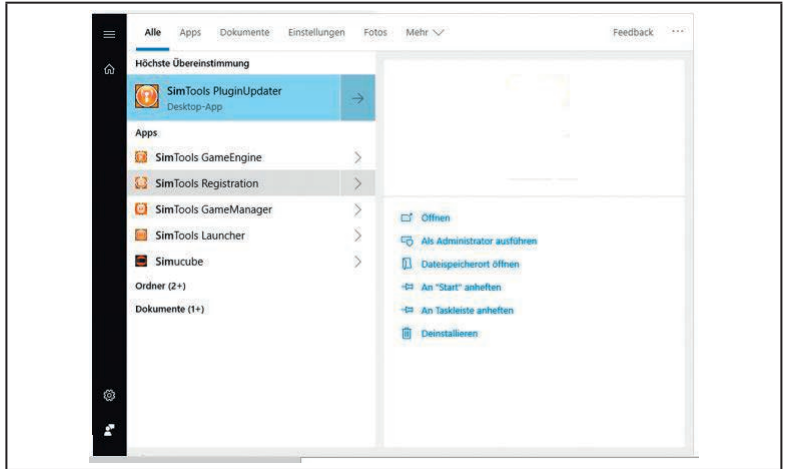 Alle Apps Dokumente Einstellungen Fotos Mehr Feedback ...
Höchste Übereinstimmung
SimTools PluginUpdater
Desktop-App
Apps
SimTools GameEngine
SimTools Registration
SimTools GameManager
SimTools Launcher
Simucube
Ordner (2+)
Dokumente (1+)
Öffnen
Als Administrator ausführen
Dateispeicherort öffnen
An "Start" anheften
An Taskleiste anheften
Deinstallieren